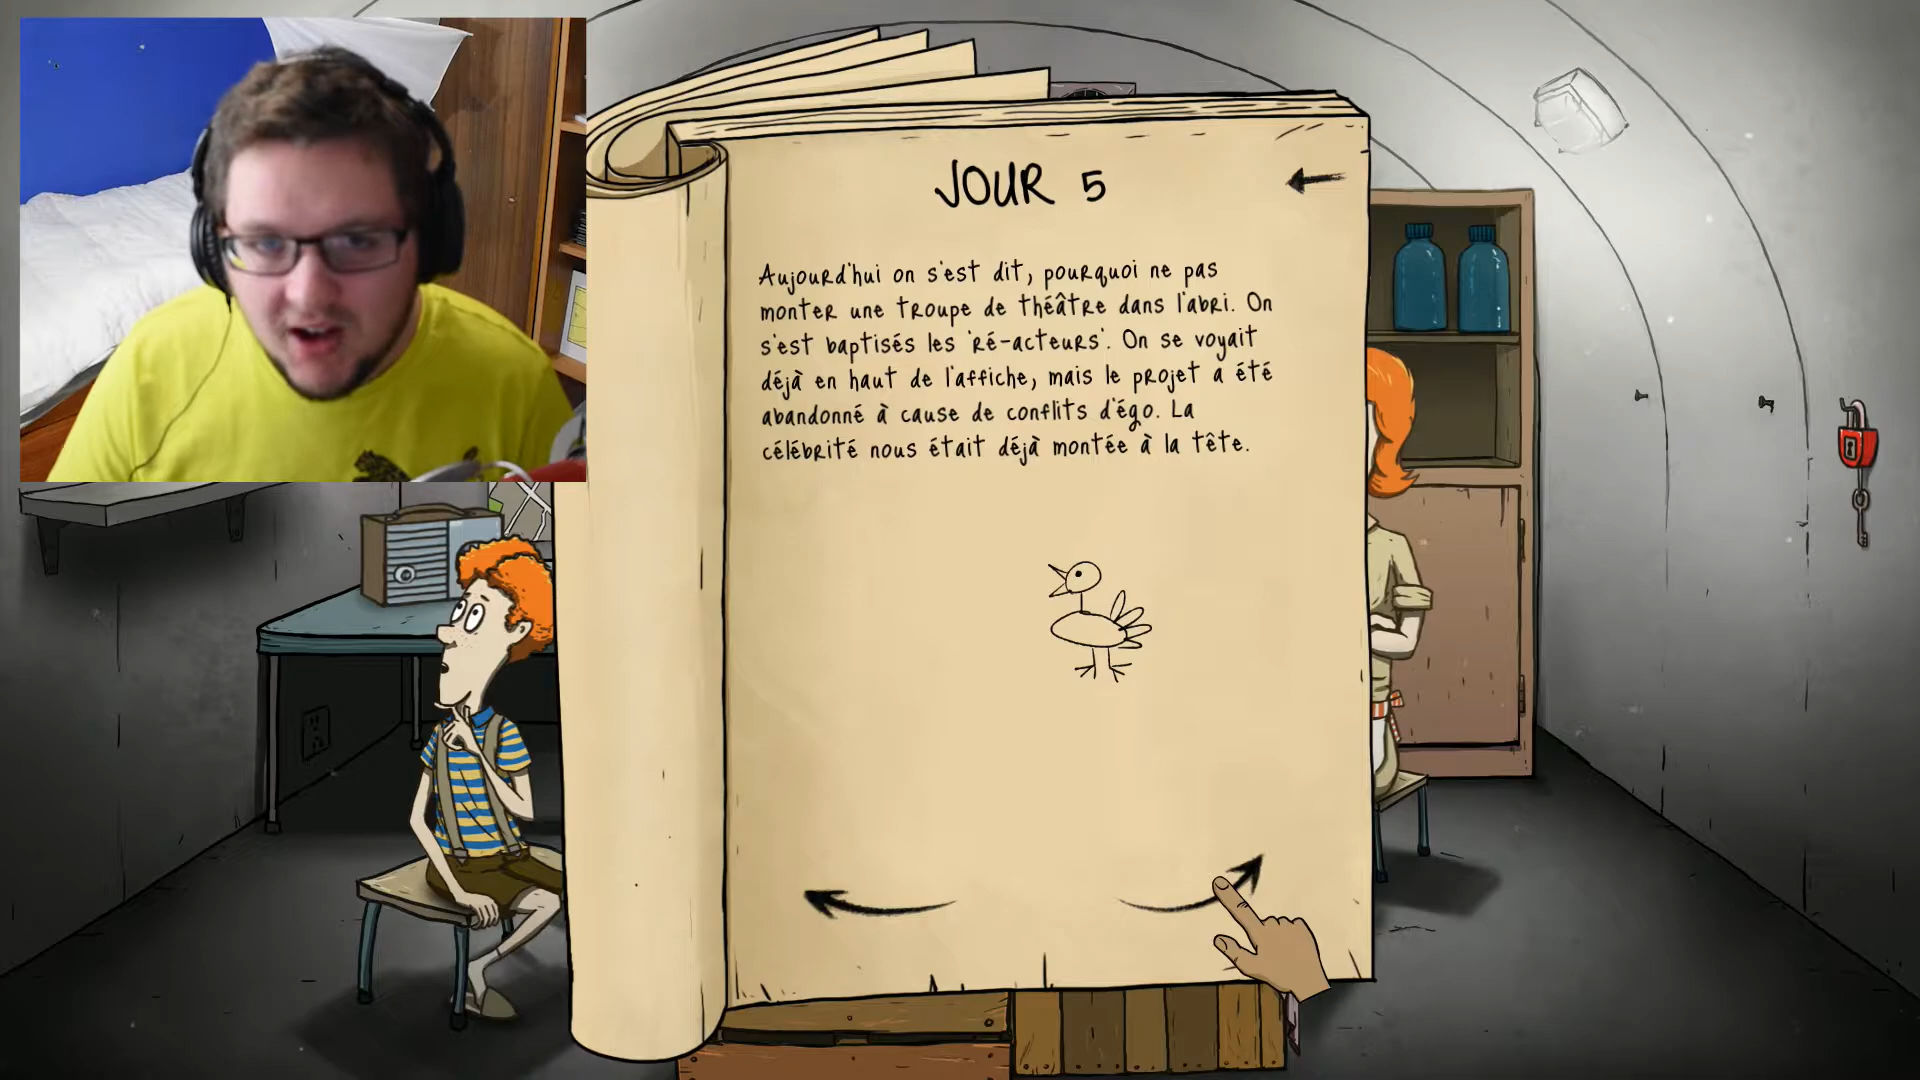 JOUR 5
Aujourd'hui on s'est dit, pourquoi ne pas
monter une troupe de théâtre dans l'abri. On
s'est baptisés les 'ré-acteurs'. On se voyait
déjà en haut de l'affiche, mais le projet a été
abandonné à cause de conflits d'égo. La
célébrité nous était déjà montée à la tête.